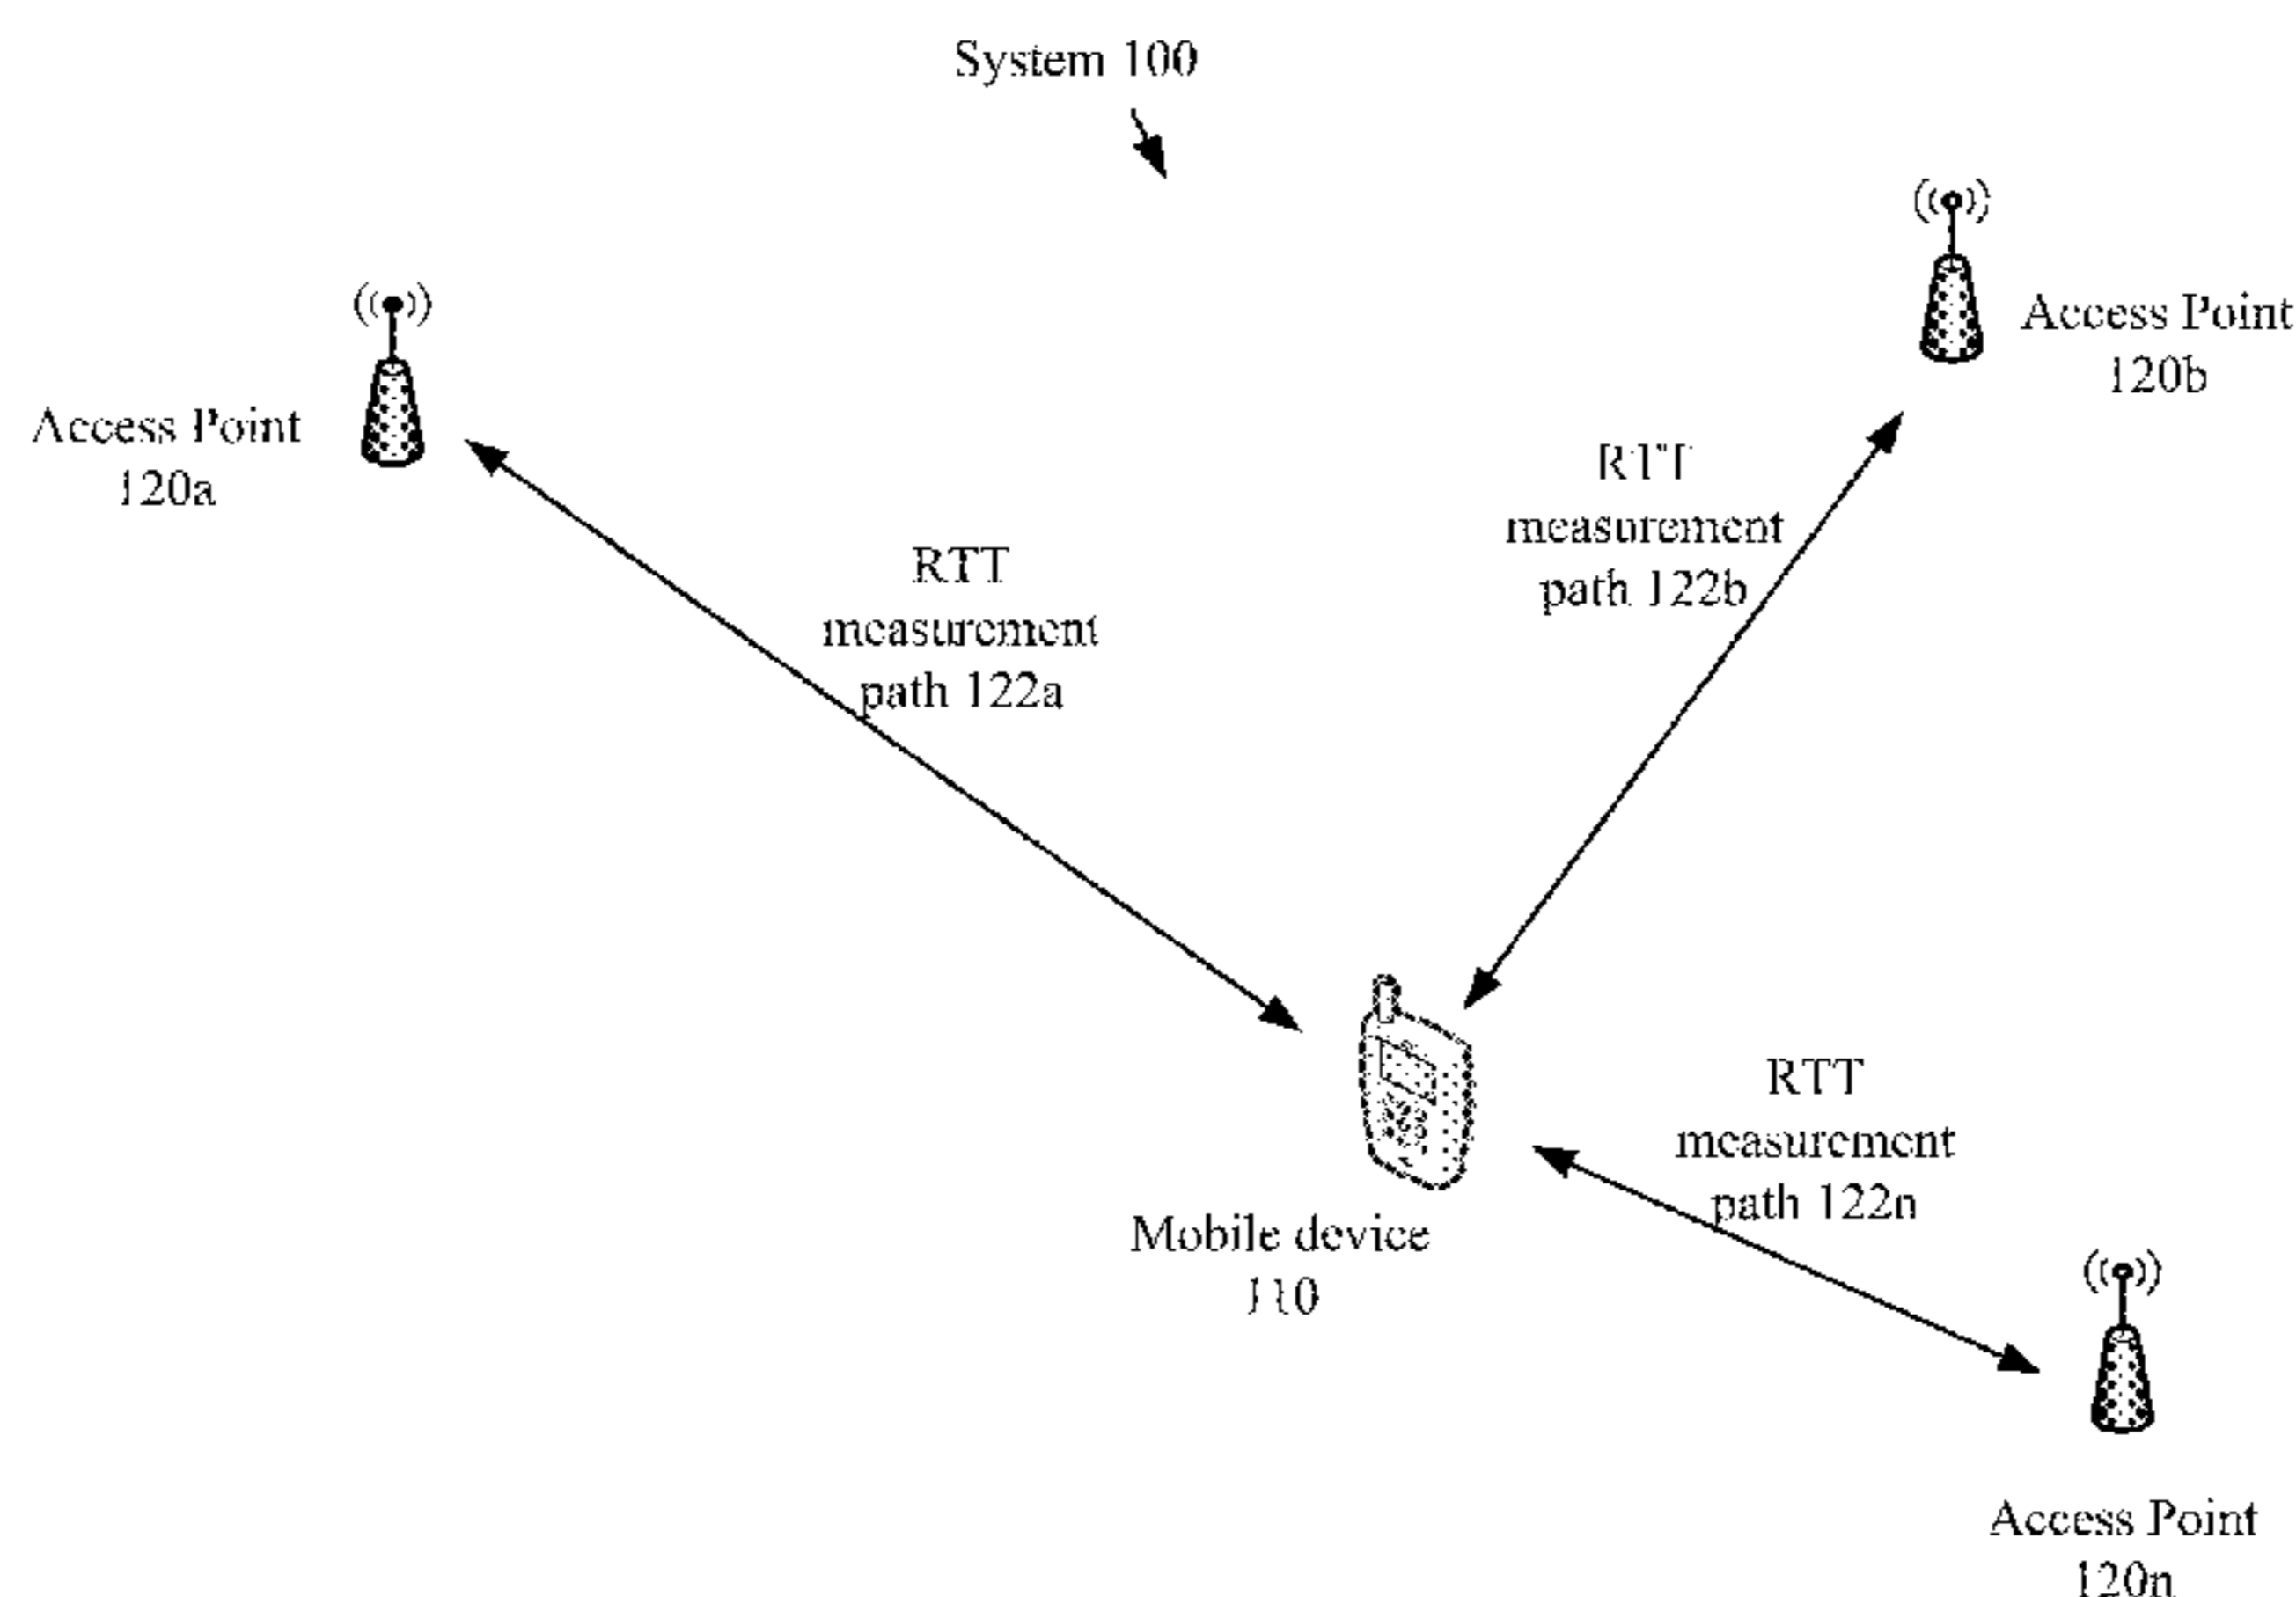 System 100
Access Point
120b
Access Point
120a
RTT
measurement
path 122b
RTT
measurement
path 122a
RTT
measurement
path 122n
Mobile device
110
Access Point
120n